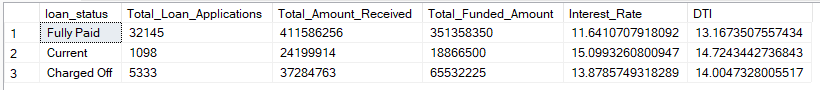 loan_status Total_Loan_Applications Total_Amount_Received Total_Funded_Amount Interest_Rate DTI
1 Fully Paid 32145 411586256 351358350 11.6410707918092 13.1673507557434
2 Current 1098 24199914 18866500 15.0993260800947 14.7243442736843
3 Charged Off 5333 37284763 65532225 13.8785749318289 14.0047328005517